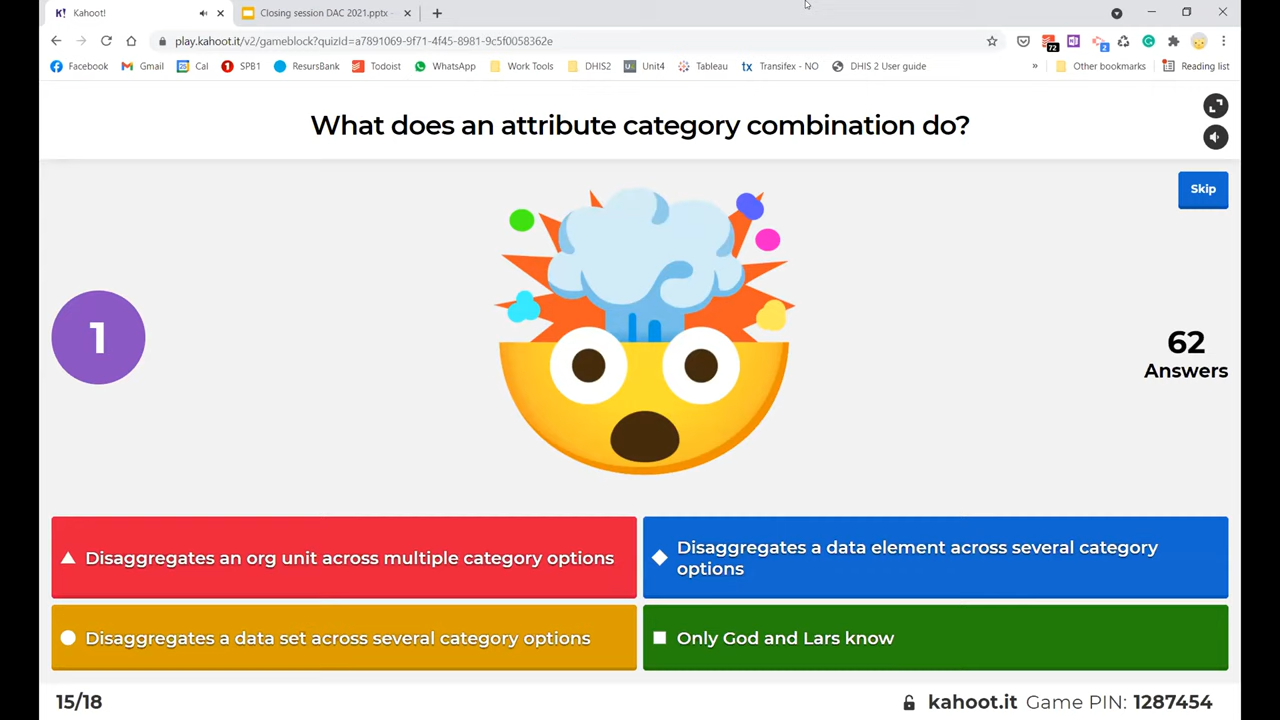 K! Kahoot!
Closing session DAC 2021.pptx -
play.kahoot.it/v2/gameblock?quizId=a7891069-9f71-4f45-8981-9c5f0058362e
72
2
Facebook Gmail Cal SPB1 ResursBank Todoist WhatsApp Work Tools DHIS2 Unit4 Tableau tx Transifex - NO DHIS 2 User guide » Other bookmarks Reading list
What does an attribute category combination do?
Skip
1
62
Answers
Disaggregates an org unit across multiple category options
Disaggregates a data element across several category
options
Disaggregates a data set across several category options
Only God and Lars know
15/18
kahoot.it Game PIN: 1287454